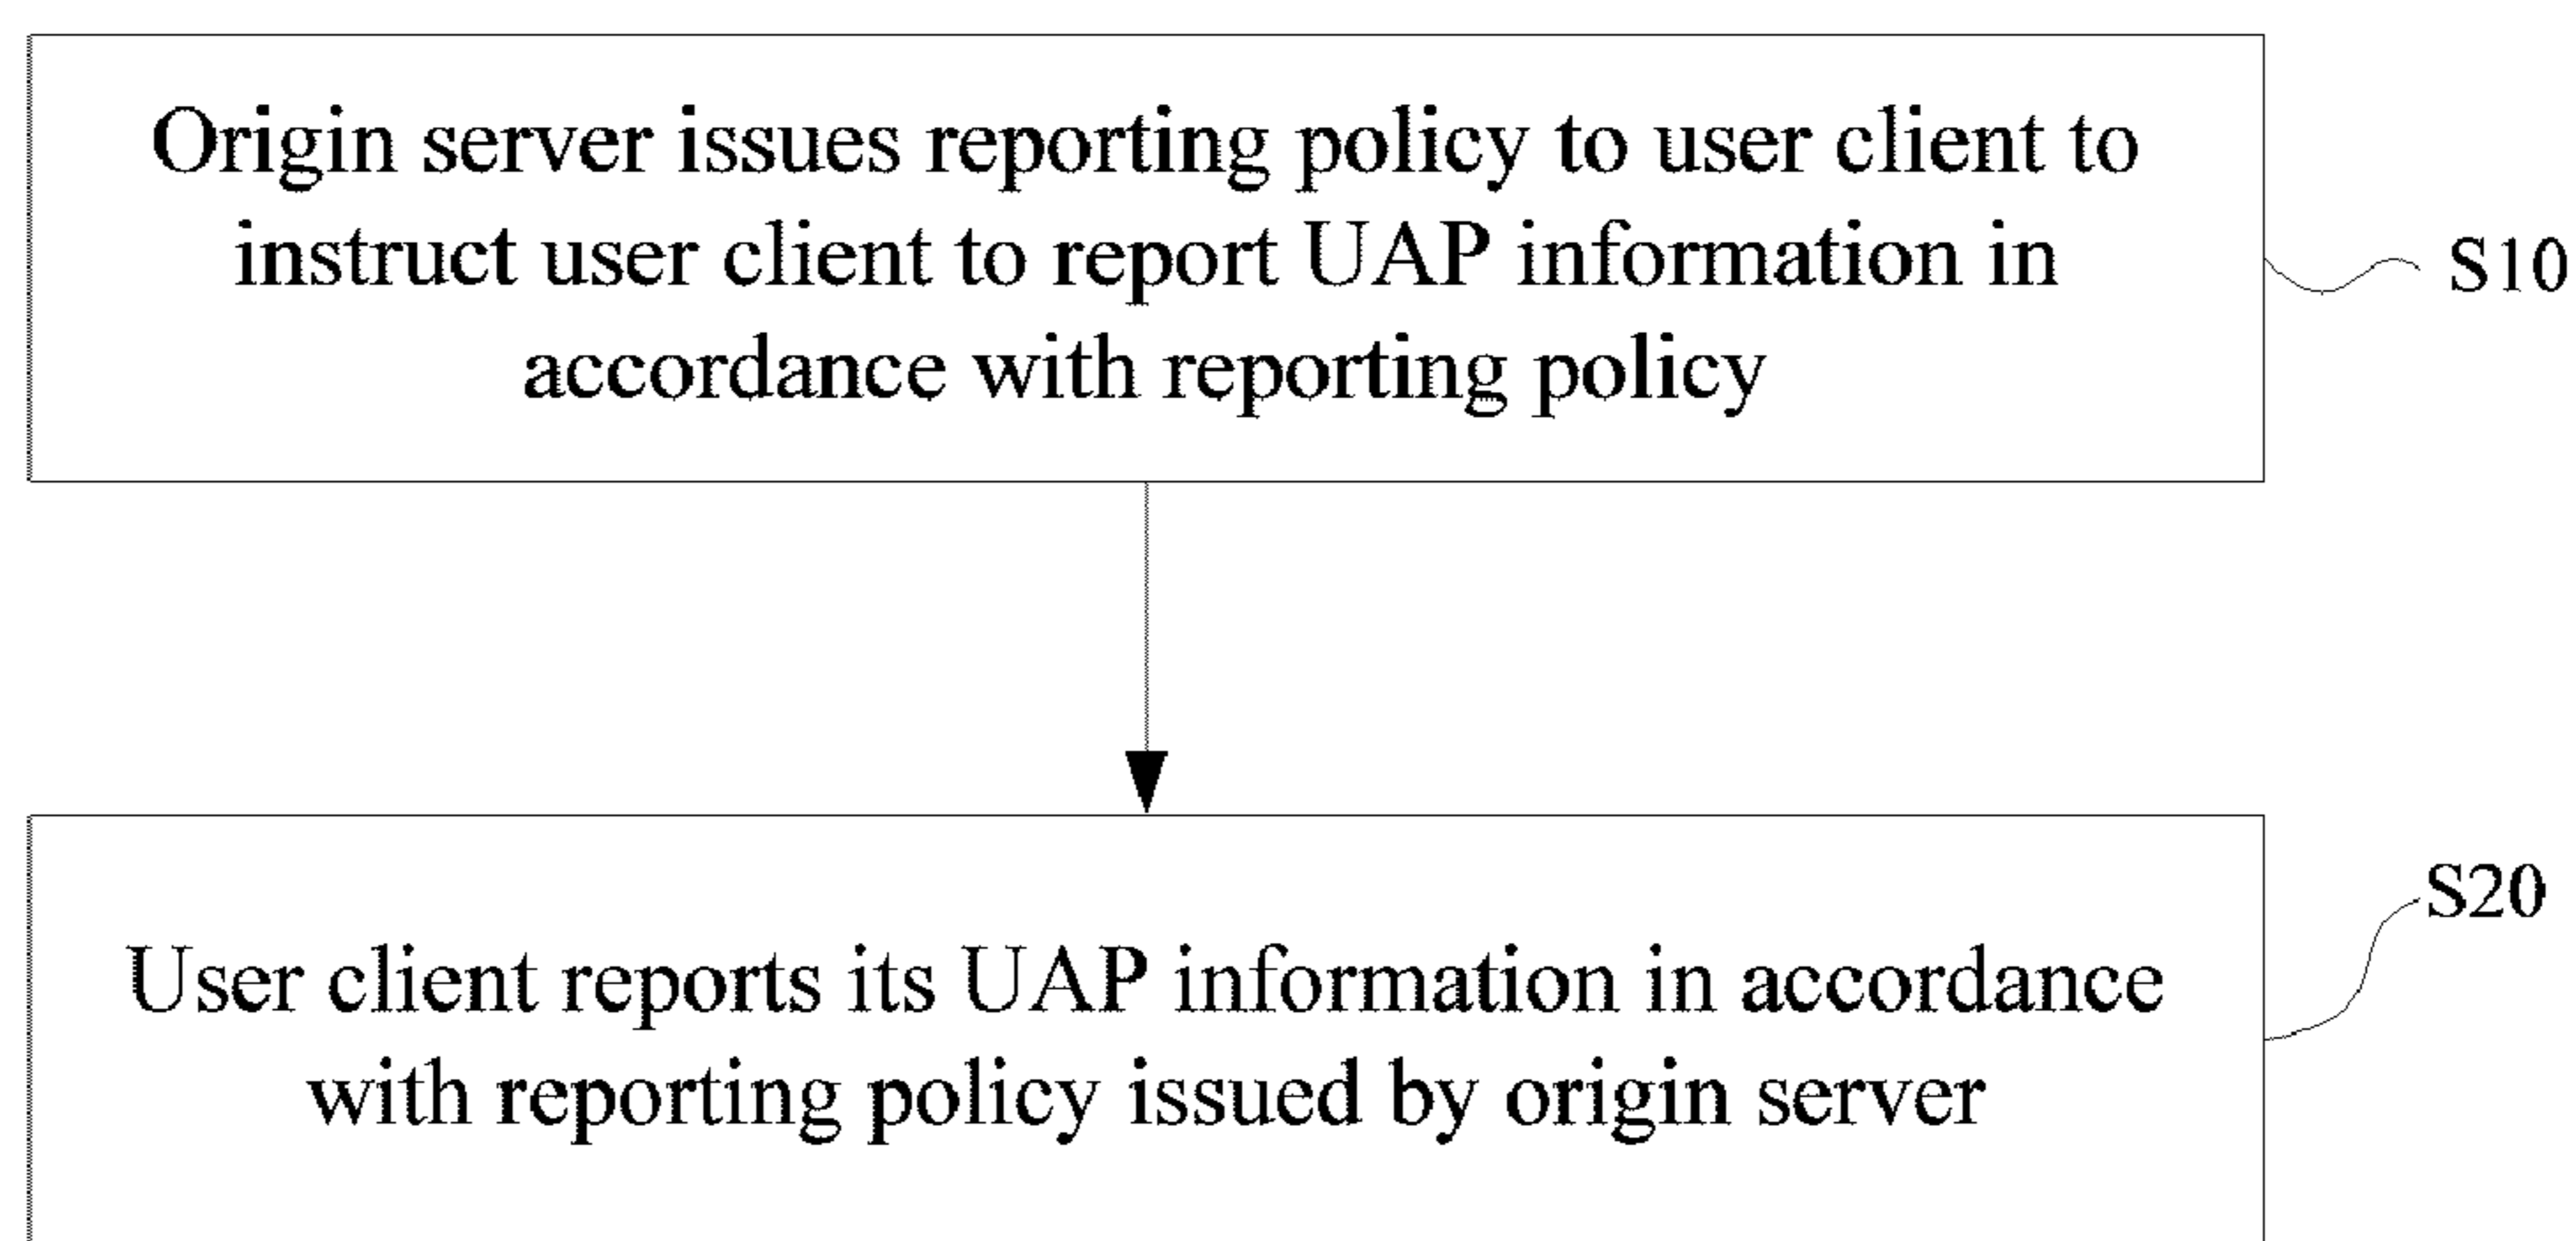 Origin server issues reporting policy to user client to
instruct user client to report UAP information in
accordance with reporting policy
S10
S20
User client reports its UAP information in accordance
with reporting policy issued by origin server